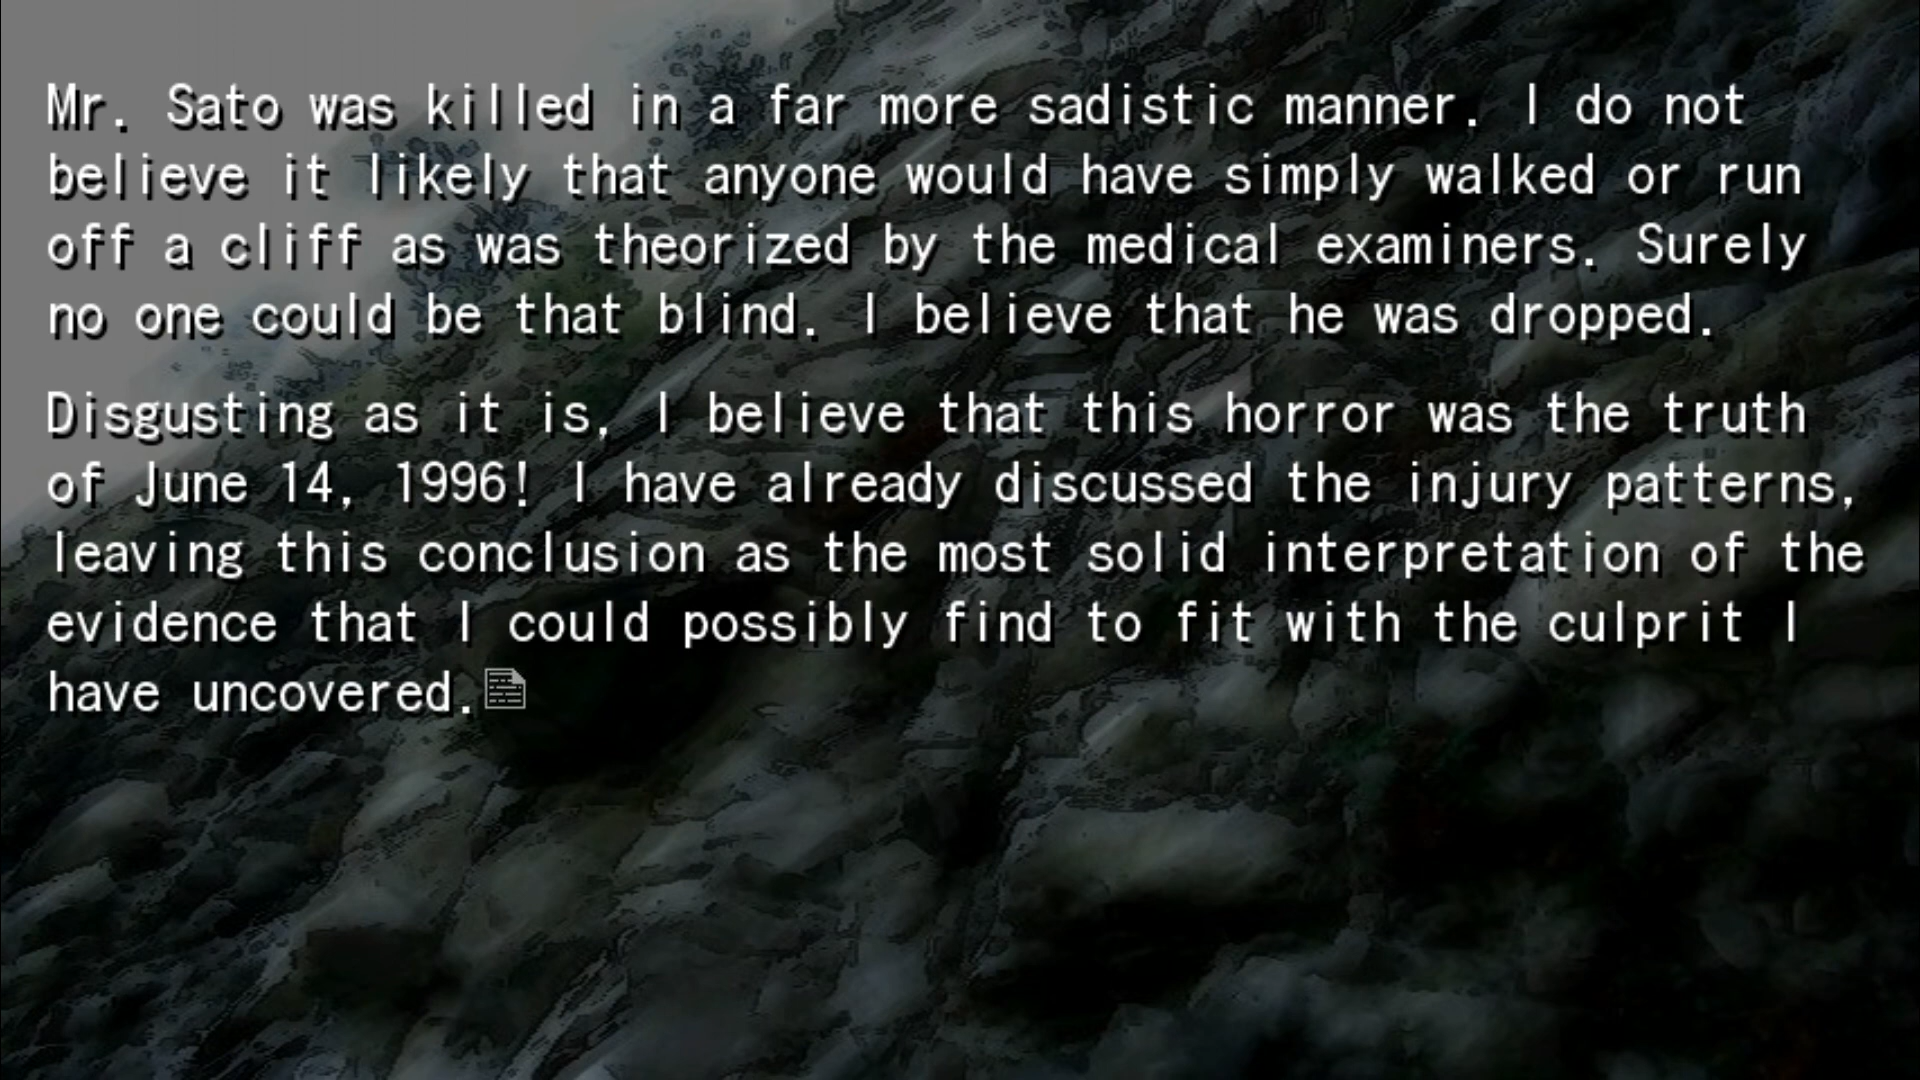 Mr. Sato was killed in a far more sadistic manner. I do not
believe it likely that anyone would have simply walked or run
off a cliff as was theorized by the medical examiners. Surely
no one could be that blind. I believe that he was dropped.
Disgusting as it is, I believe that this horror was the truth
of June 14, 1996! I have already discussed the injury patterns,
leaving this conclusion as the most solid interpretation of the
evidence that I could possibly find to fit with the culprit I
have uncovered.